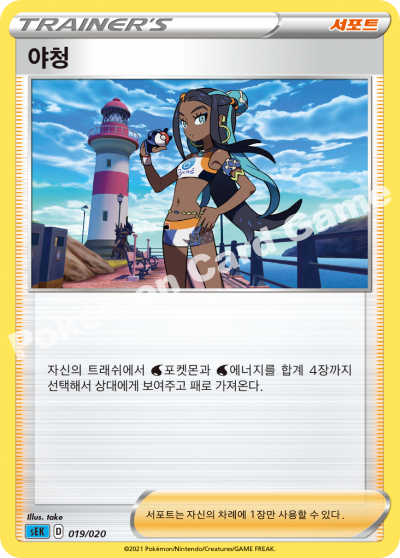 TRAINER'S
서포트
야청
Pokémon Card Game
자신의 트래쉬에서 포켓몬과 에너지를 합계 4장까지
선택해서 상대에게 보여주고 패로 가져온다.
Illus. take
sEK D 019/020
서포트는 자신의 차례에 1장만 사용할 수 있다.
©2021 Pokémon/Nintendo/Creatures/GAME FREAK.